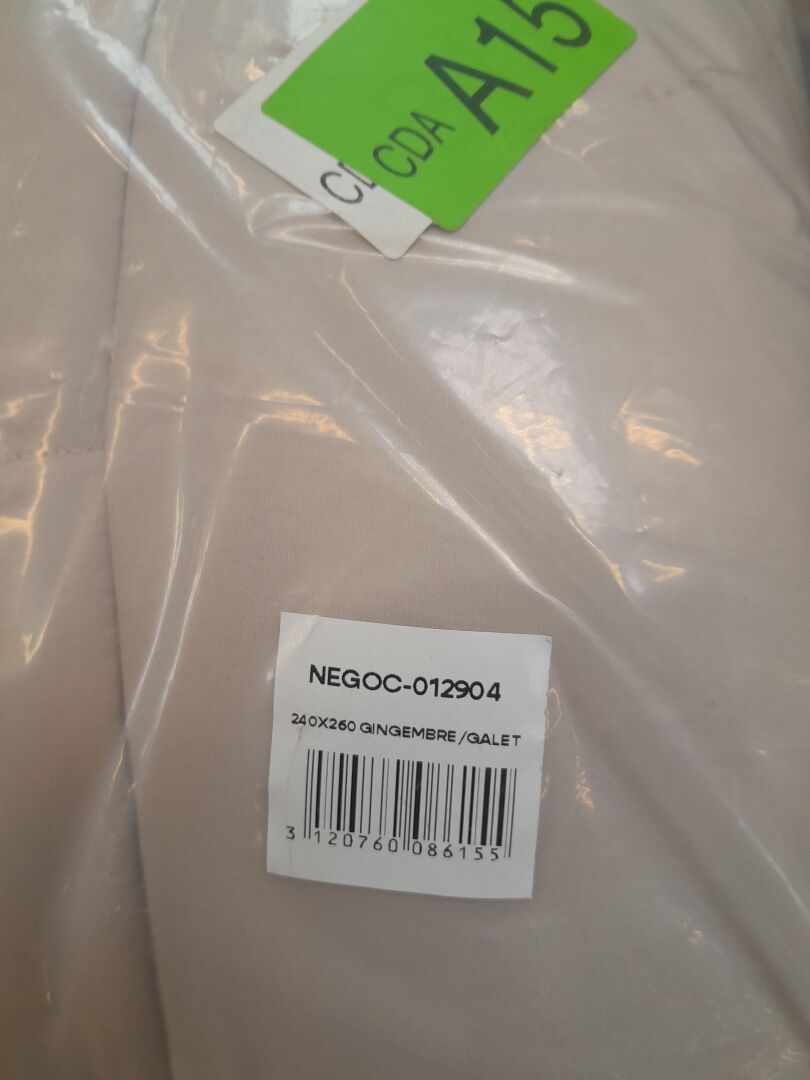 CDA A15
NEGOC-012904
240X260 GINGEMBRE/GALET
3 120760 086155